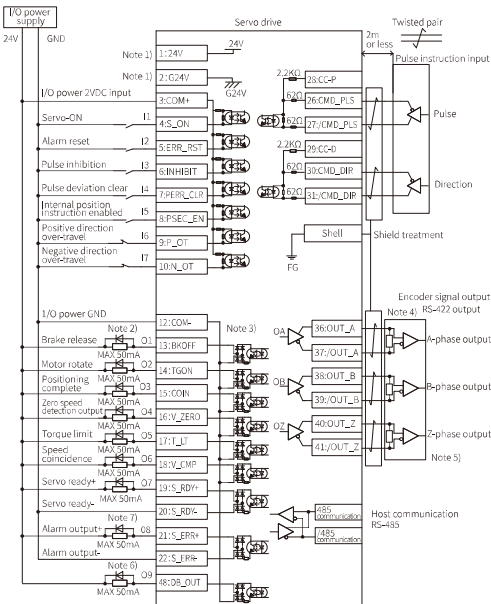 I/O power
supply
24V
GND
Servo drive
2m
or less
Twisted pair
Pulse instruction input
Note 1)
1:24V
24V
Note 1)
2:G24V
G24V
I/O power 2VDC input
3:COM+
Servo-ON
I1
4:S_ON
Alarm reset
I2
5:ERR_RST
Pulse inhibition
I3
6:INHIBIT
Pulse deviation clear
I4
7:PERR_CLR
Internal position
instruction enabled
I5
8:PSEC_EN
Positive direction
over-travel
I6
9:P_OT
Negative direction
over-travel
I7
10:N_OT
2.2KΩ
28:CC-P
62Ω
26:CMD_PLS
62Ω
27:/CMD_PLS
Pulse
2.2KΩ
29:CC-D
62Ω
30:CMD_DIR
62Ω
31:/CMD_DIR
Direction
Shell
Shield treatment
FG
1/O power GND
12:COM-
Note 2)
Note 3)
Brake release
O1
MAX 50mA
13:BKOFF
Motor rotate
O2
MAX 50mA
14:TGON
Positioning
complete
O3
MAX 50mA
15:COIN
Zero speed
detection output
O4
MAX 50mA
16:V_ZERO
Torque limit
O5
MAX 50mA
17:T_LT
Speed
coincidence
O6
MAX 50mA
18:V_CMP
Servo ready+
O7
MAX 50mA
19:S_RDY+
Servo ready-
20:S_RDY-
Note 7)
Alarm output+
08
MAX 50mA
21:S_ERR+
Alarm output-
22:S_ERR-
Note 6)
O9
MAX 50mA
48:DB_OUT
Encoder signal output
RS-422 output
Note 4)
OA
36:OUT_A
37:/OUT_A
A-phase output
OB
38:OUT_B
39:/OUT_B
B-phase output
OZ
40:OUT_Z
41:/OUT_Z
Z-phase output
Note 5)
485
communication
/485
communication
Host communication
RS-485